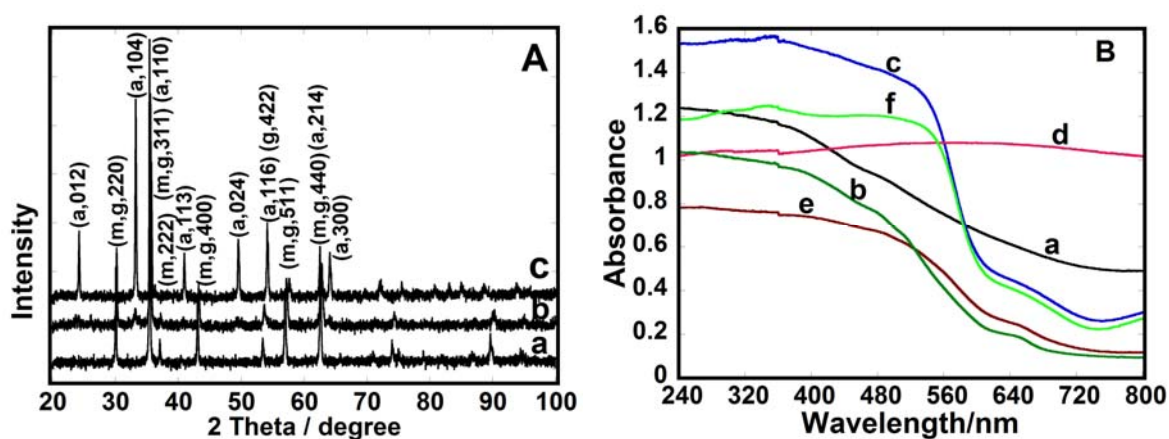 A
(a,012)
(m,g,220)
(a,104)
(m,222) (m,g,311) (a,110)
(a,113)
(m,g,400)
(a,024)
(a,116) (g,422)
(m,g,511)
(m,g,440) (a,214)
(a,300)
c
b
a
Intensity
20 30 40 50 60 70 80 90 100
2 Theta / degree
B
1.6
1.4
1.2
1
0.8
0.6
0.4
0.2
0
c
f
d
b
e
a
Absorbance
240 320 400 480 560 640 720 800
Wavelength/nm